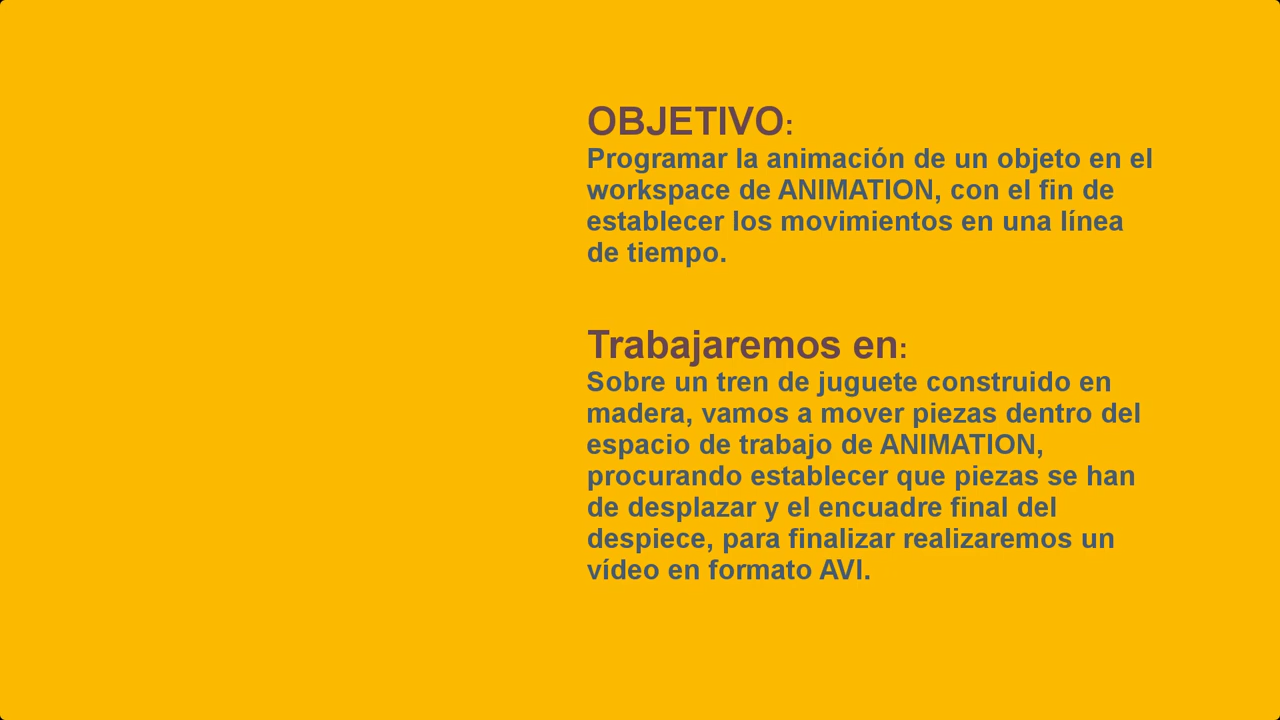 OBJETIVO:
Programar la animación de un objeto en el
workspace de ANIMATION, con el fin de
establecer los movimientos en una línea
de tiempo.
Trabajaremos en:
Sobre un tren de juguete construido en
madera, vamos a mover piezas dentro del
espacio de trabajo de ANIMATION,
procurando establecer que piezas se han
de desplazar y el encuadre final del
despiece, para finalizar realizaremos un
vídeo en formato AVI.